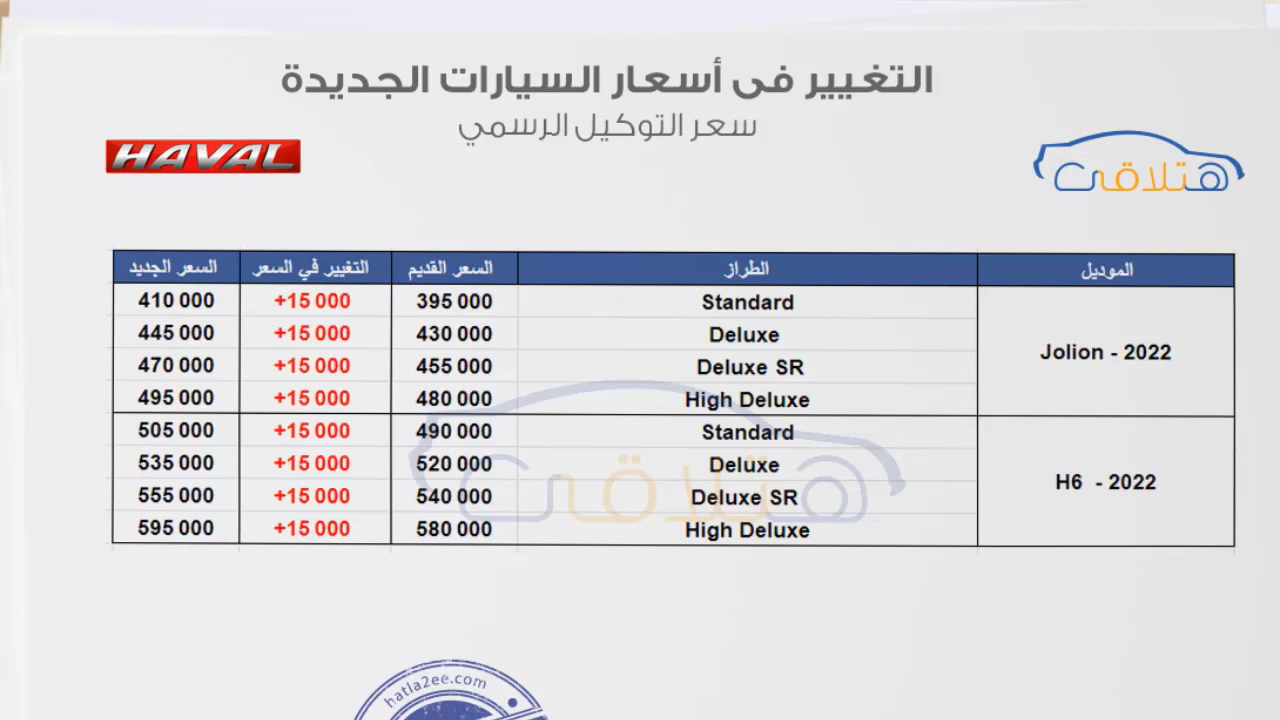 التغيير فى أسعار السيارات الجديدة
سعر التوكيل الرسمي
HAVAL
هتلاقى
الموديل الطراز السعر القديم التغيير في السعر السعر الجديد
Jolion - 2022
Standard 395 000 +15 000 410 000
Deluxe 430 000 +15 000 445 000
Deluxe SR 455 000 +15 000 470 000
High Deluxe 480 000 +15 000 495 000
H6 - 2022
Standard 490 000 +15 000 505 000
Deluxe 520 000 +15 000 535 000
Deluxe SR 540 000 +15 000 555 000
High Deluxe 580 000 +15 000 595 000
هتلاقى
hatla2ee.com